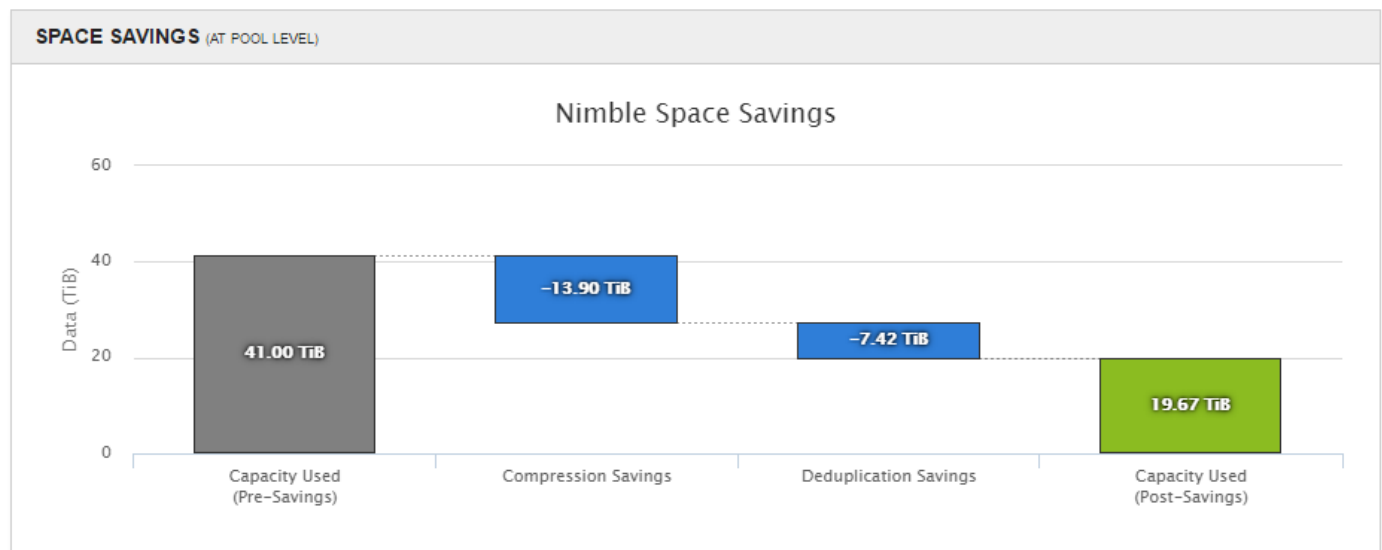 SPACE SAVINGS (AT POOL LEVEL)
Nimble Space Savings
60
40
20
0
Data (TiB)
41.00 TiB
-13.90 TiB
-7.42 TiB
19.67 TiB
Capacity Used
(Pre-Savings)
Compression Savings
Deduplication Savings
Capacity Used
(Post-Savings)